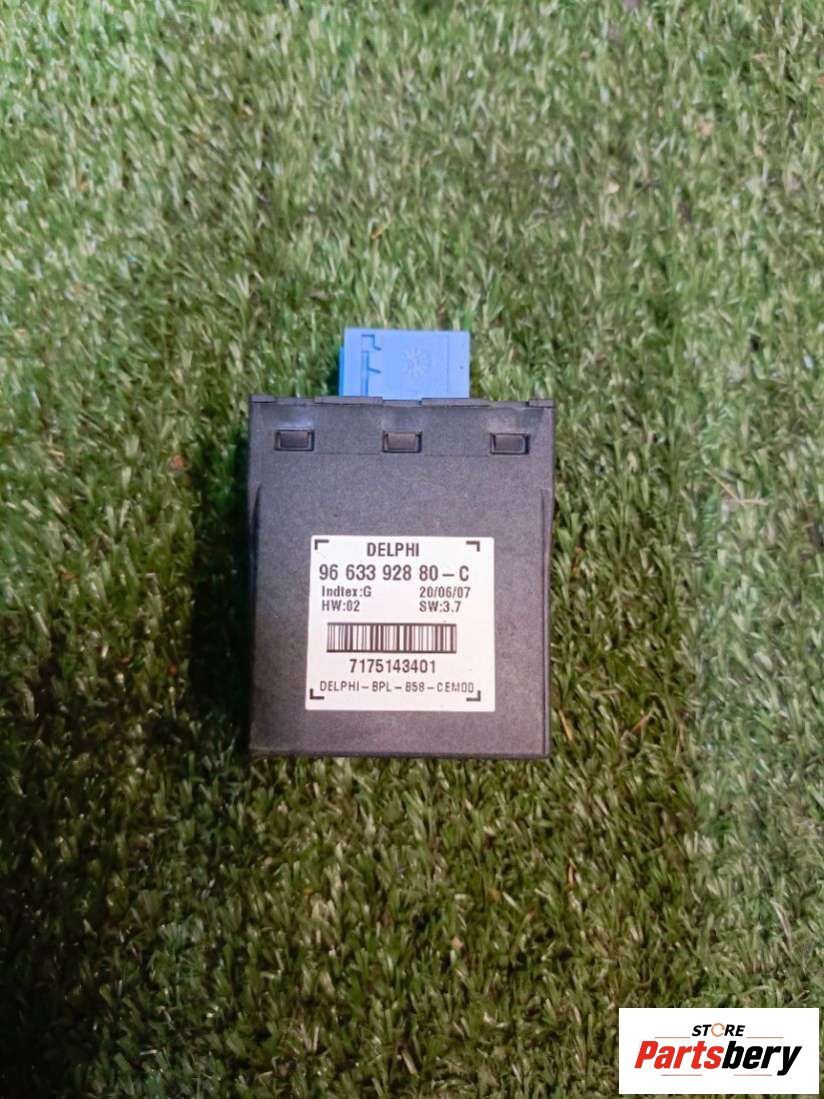 DELPHI
96 633 928 80-C
Indtex:G 20/06/07
HW:02 SW:3.7
7175143401
DELPHI-BPL-B58-CEM00
STORE
Partsbery